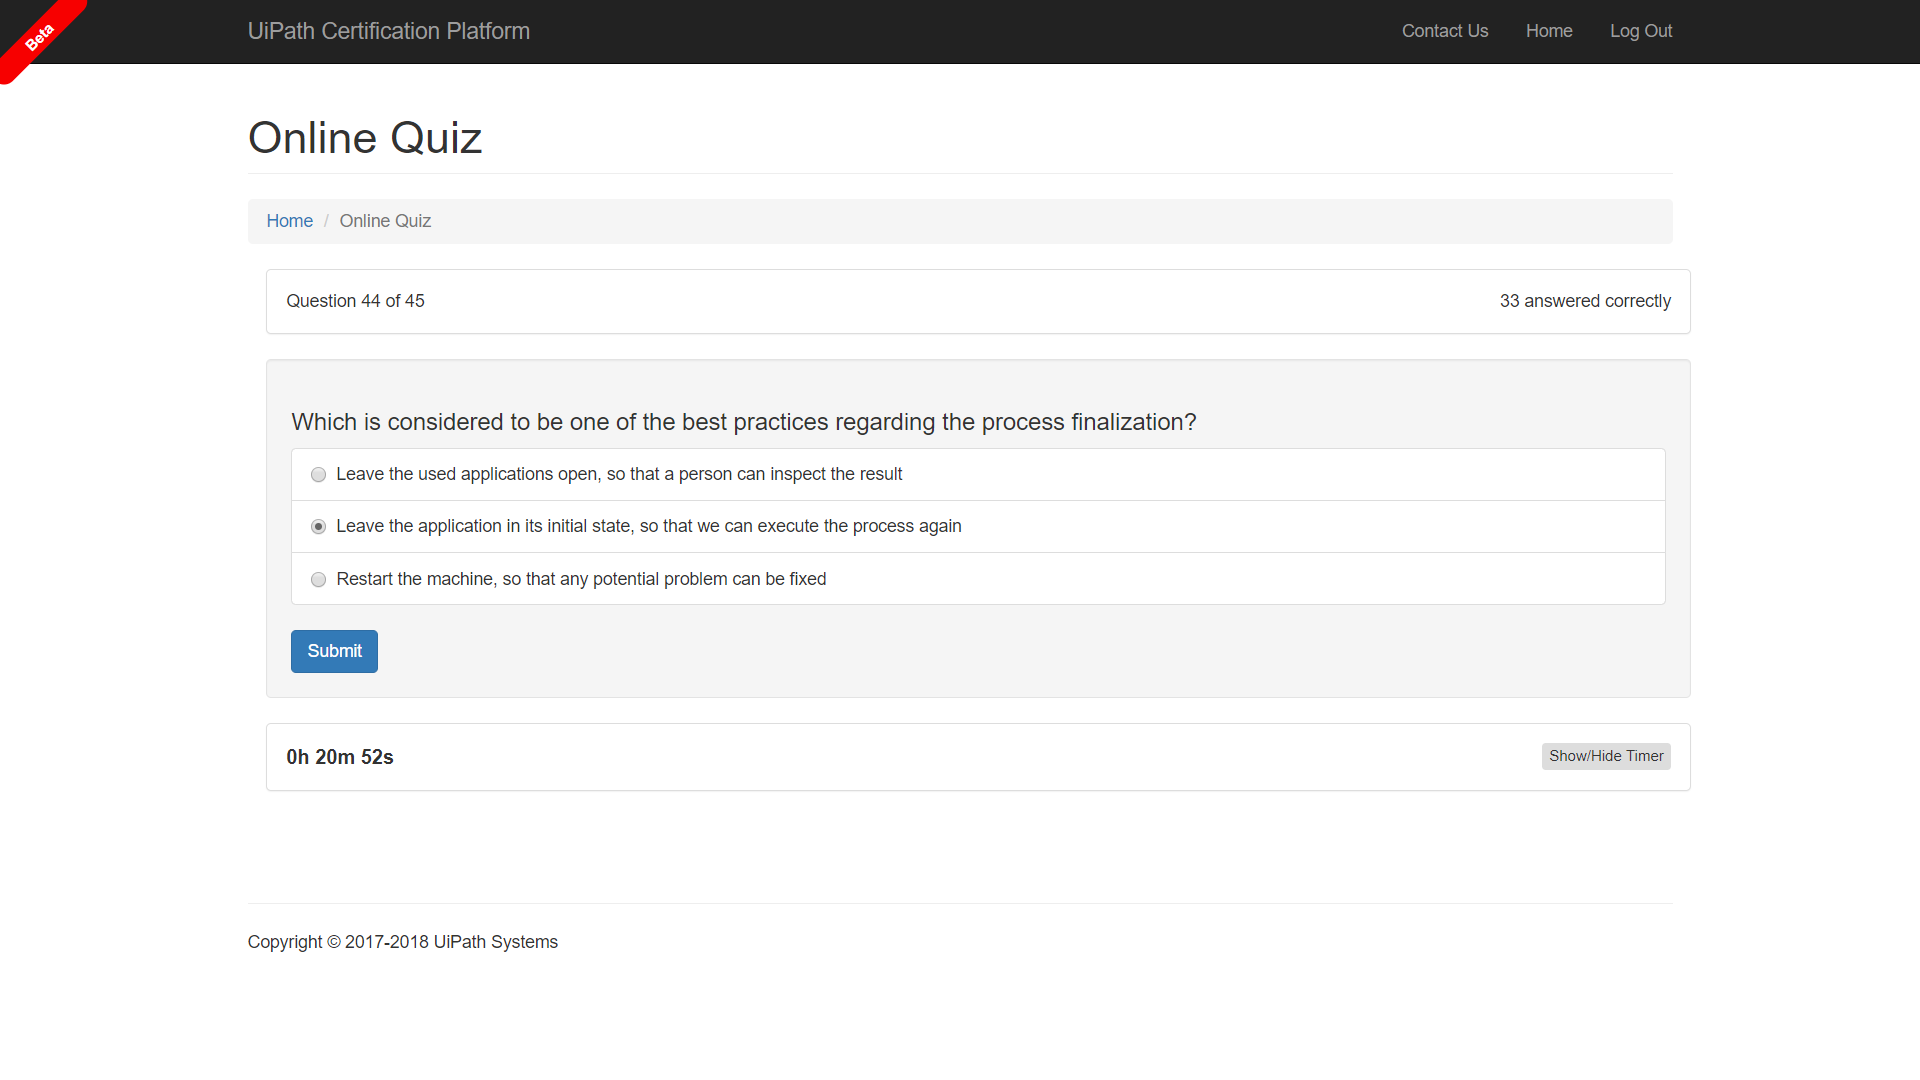 Beta
UiPath Certification Platform
Contact Us
Home
Log Out
Online Quiz
Home / Online Quiz
Question 44 of 45
33 answered correctly
Which is considered to be one of the best practices regarding the process finalization?
Leave the used applications open, so that a person can inspect the result
Leave the application in its initial state, so that we can execute the process again
Restart the machine, so that any potential problem can be fixed
Submit
0h 20m 52s
Show/Hide Timer
Copyright © 2017-2018 UiPath Systems